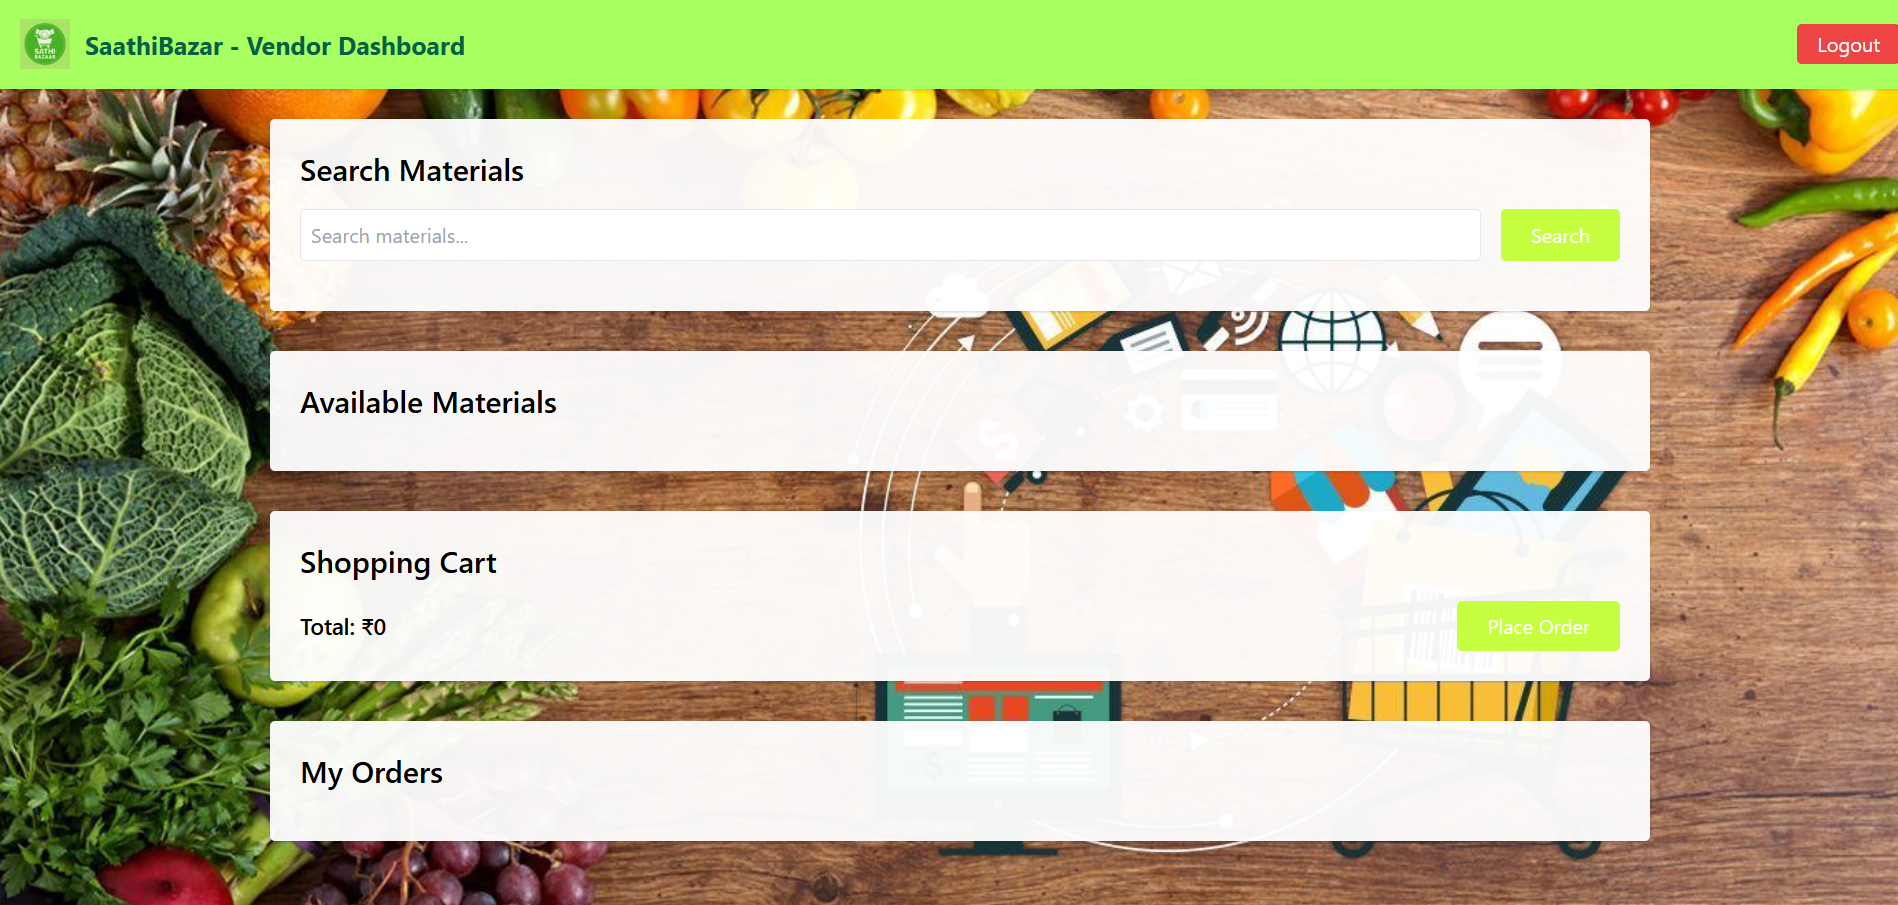 SATHI
BAZAAR
SaathiBazar - Vendor Dashboard
Logout
Search Materials
Search materials...
Search
Available Materials
Shopping Cart
Total: ₹0
Place Order
My Orders